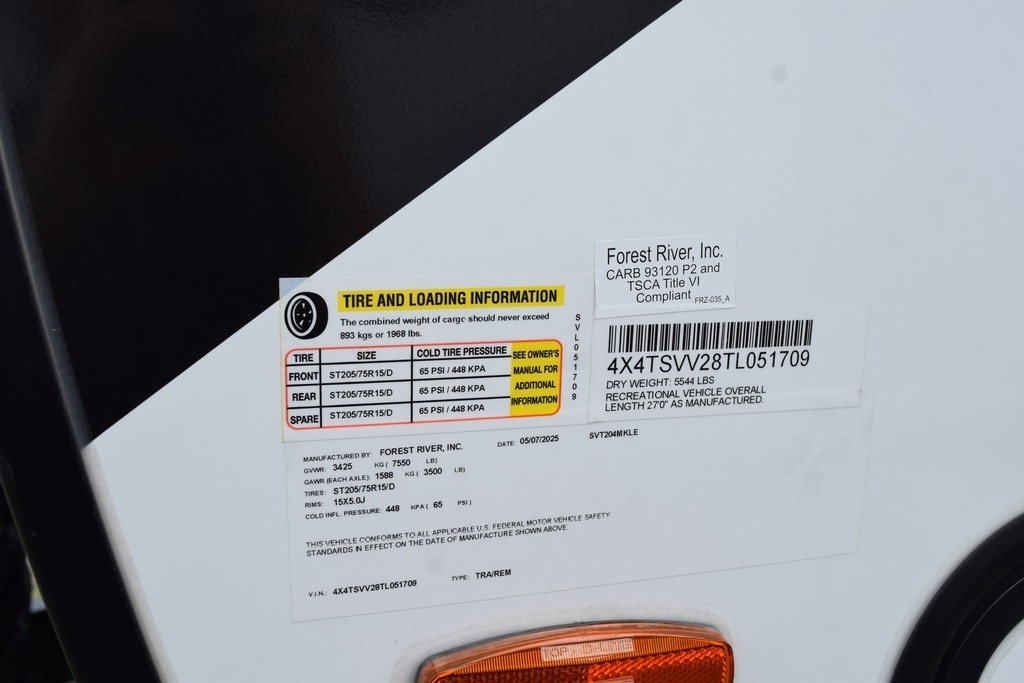 TIRE AND LOADING INFORMATION
The combined weight of cargo should never exceed
893 kgs or 1968 lbs.
TIRE SIZE COLD TIRE PRESSURE
FRONT ST205/75R15/D 65 PSI / 448 KPA
REAR ST205/75R15/D 65 PSI / 448 KPA
SPARE ST205/75R15/D 65 PSI / 448 KPA
SEE OWNER'S
MANUAL FOR
ADDITIONAL
INFORMATION
SVL051709
Forest River, Inc.
CARB 93120 P2 and
TSCA Title VI
Compliant FRZ-035_A
4X4TSVV28TL051709
DRY WEIGHT: 5544 LBS
RECREATIONAL VEHICLE OVERALL
LENGTH 27'0" AS MANUFACTURED.
MANUFACTURED BY: FOREST RIVER, INC. DATE: 05/07/2025 SVT204MKLE
GVWR: 3425 KG ( 7550 LB)
GAWR (EACH AXLE): 1588 KG ( 3500 LB)
TIRES: ST205/75R15/D
RIMS: 15X5.0J
COLD INFL. PRESSURE: 448 KPA ( 65 PSI )
THIS VEHICLE CONFORMS TO ALL APPLICABLE U.S. FEDERAL MOTOR VEHICLE SAFETY
STANDARDS IN EFFECT ON THE DATE OF MANUFACTURE SHOWN ABOVE.
V.I.N.: 4X4TSVV28TL051709 TYPE: TRA/REM